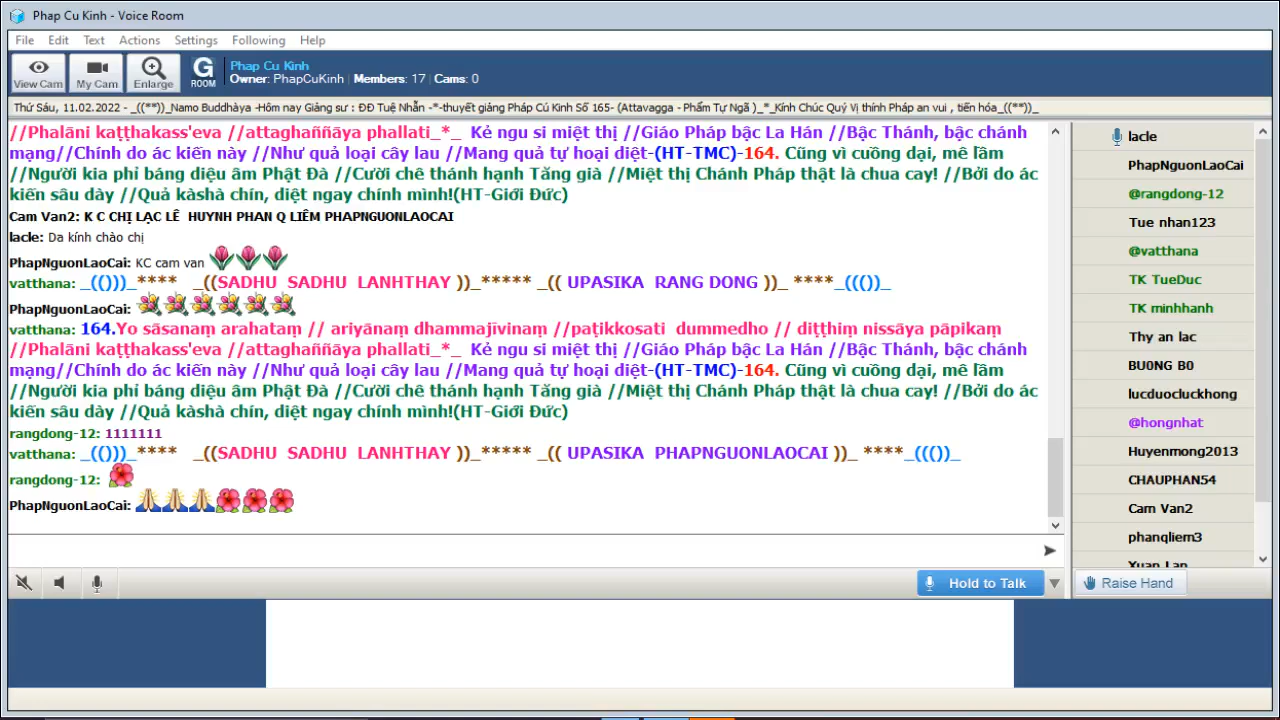 Phap Cu Kinh - Voice Room
File Edit Text Actions Settings Following Help
View Cam My Cam Enlarge G ROOM
Phap Cu Kinh
Owner: PhapCuKinh | Members: 17 | Cams: 0
Thứ Sáu, 11.02.2022 - _((**))_Namo Buddhàya -Hôm nay Giảng sư : ĐĐ Tuệ Nhẫn -*-thuyết giảng Pháp Cú Kinh Số 165- (Attavagga - Phẩm Tự Ngã )_*_Kính Chúc Quý Vị thính Pháp an vui , tiến hóa_((**))_
//Phalāni kaṭṭhakass'eva //attaghaññāya phallati_*_ Kẻ ngu si miệt thị //Giáo Pháp bậc La Hán //Bậc Thánh, bậc chánh
mạng//Chính do ác kiến này //Như quả loại cây lau //Mang quả tự hoại diệt-(HT-TMC)-164. Cũng vì cuồng dại, mê lầm
//Người kia phỉ báng diệu âm Phật Đà //Cười chê thánh hạnh Tăng già //Miệt thị Chánh Pháp thật là chua cay! //Bởi do ác
kiến sâu dày //Quả kàshà chín, diệt ngay chính mình!(HT-Giới Đức)
Cam Van2: K C CHỊ LẠC LÊ HUYNH PHAN Q LIÊM PHAPNGUONLAOCAI
lacle: Da kính chào chị
PhapNguonLaoCai: KC cam van
vatthana: _(()))_**** _((SADHU SADHU LANHTHAY ))_***** _(( UPASIKA RANG DONG ))_ ****_((())_
PhapNguonLaoCai:
vatthana: 164.Yo sāsanaṃ arahataṃ // ariyānaṃ dhammajīvinaṃ //paṭikkosati dummedho // diṭṭhiṃ nissāya pāpikaṃ
//Phalāni kaṭṭhakass'eva //attaghaññāya phallati_*_ Kẻ ngu si miệt thị //Giáo Pháp bậc La Hán //Bậc Thánh, bậc chánh
mạng//Chính do ác kiến này //Như quả loại cây lau //Mang quả tự hoại diệt-(HT-TMC)-164. Cũng vì cuồng dại, mê lầm
//Người kia phỉ báng diệu âm Phật Đà //Cười chê thánh hạnh Tăng già //Miệt thị Chánh Pháp thật là chua cay! //Bởi do ác
kiến sâu dày //Quả kàshà chín, diệt ngay chính mình!(HT-Giới Đức)
rangdong-12: 1111111
vatthana: _(()))_**** _((SADHU SADHU LANHTHAY ))_***** _(( UPASIKA PHAPNGUONLAOCAI ))_ ****_((())_
rangdong-12:
PhapNguonLaoCai:
Hold to Talk
lacle
PhapNguonLaoCai
@rangdong-12
Tue nhan123
@vatthana
TK TueDuc
TK minhhanh
Thy an lac
BU0NG B0
lucduocluckhong
@hongnhat
Huyenmong2013
CHAUPHAN54
Cam Van2
phanqliem3
Xuan Lan
Raise Hand